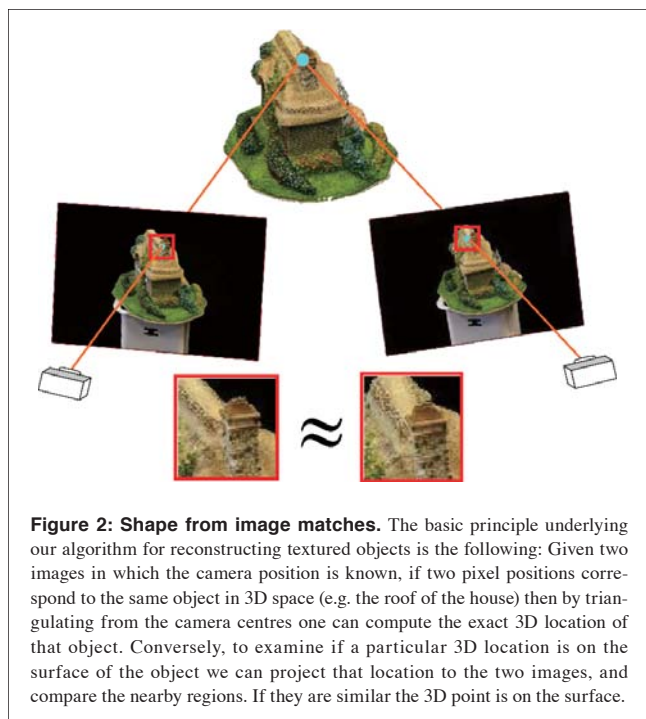 ≈
Figure 2: Shape from image matches. The basic principle underlying
our algorithm for reconstructing textured objects is the following: Given two
images in which the camera position is known, if two pixel positions corre-
spond to the same object in 3D space (e.g. the roof of the house) then by trian-
gulating from the camera centres one can compute the exact 3D location of
that object. Conversely, to examine if a particular 3D location is on the
surface of the object we can project that location to the two images, and
compare the nearby regions. If they are similar the 3D point is on the surface.